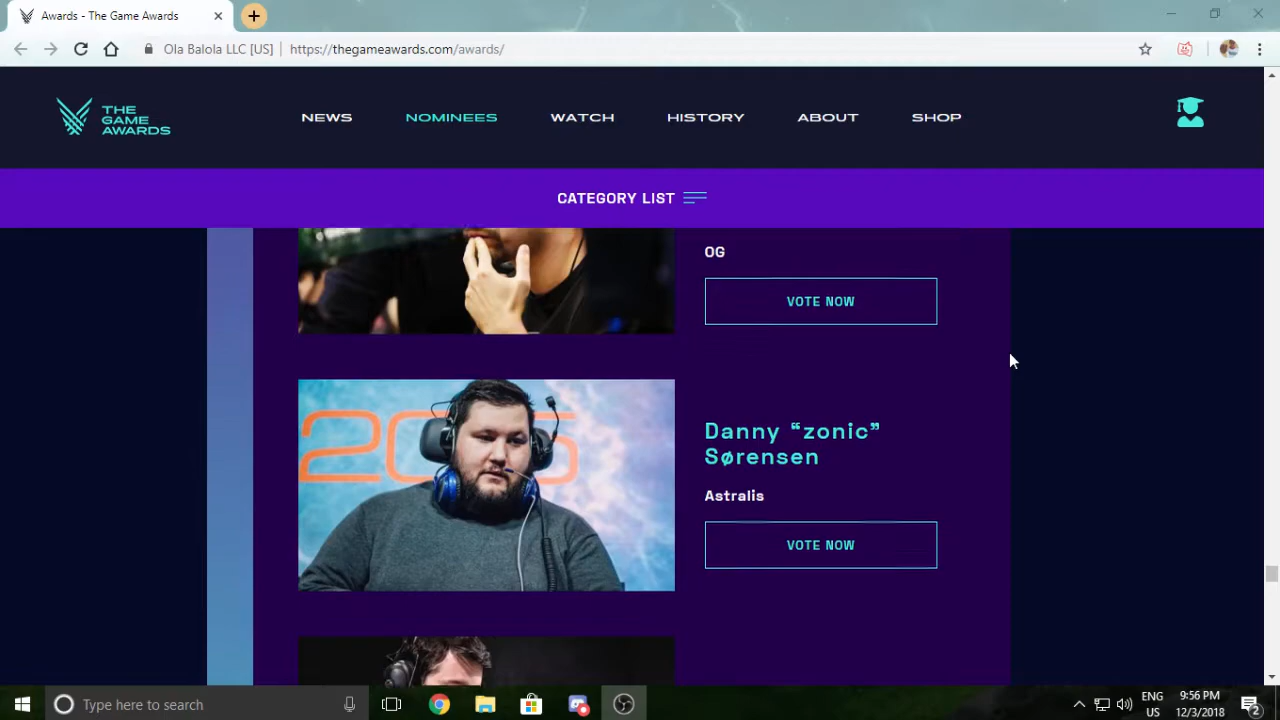 Awards - The Game Awards
Ola Balola LLC [US] https://thegameawards.com/awards/
THE
GAME
AWARDS
NEWS NOMINEES WATCH HISTORY ABOUT SHOP
CATEGORY LIST
OG
VOTE NOW
205
Danny “zonic”
Sørensen
Astralis
VOTE NOW
Type here to search
ENG
US
9:56 PM
12/3/2018
2